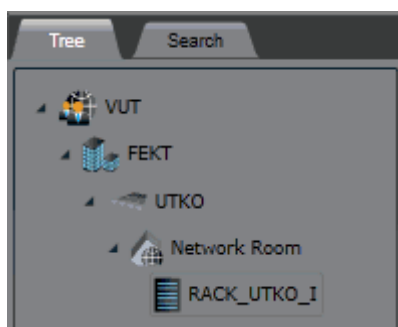 Tree Search
VUT
FEKT
UTKO
Network Room
RACK_UTKO_I